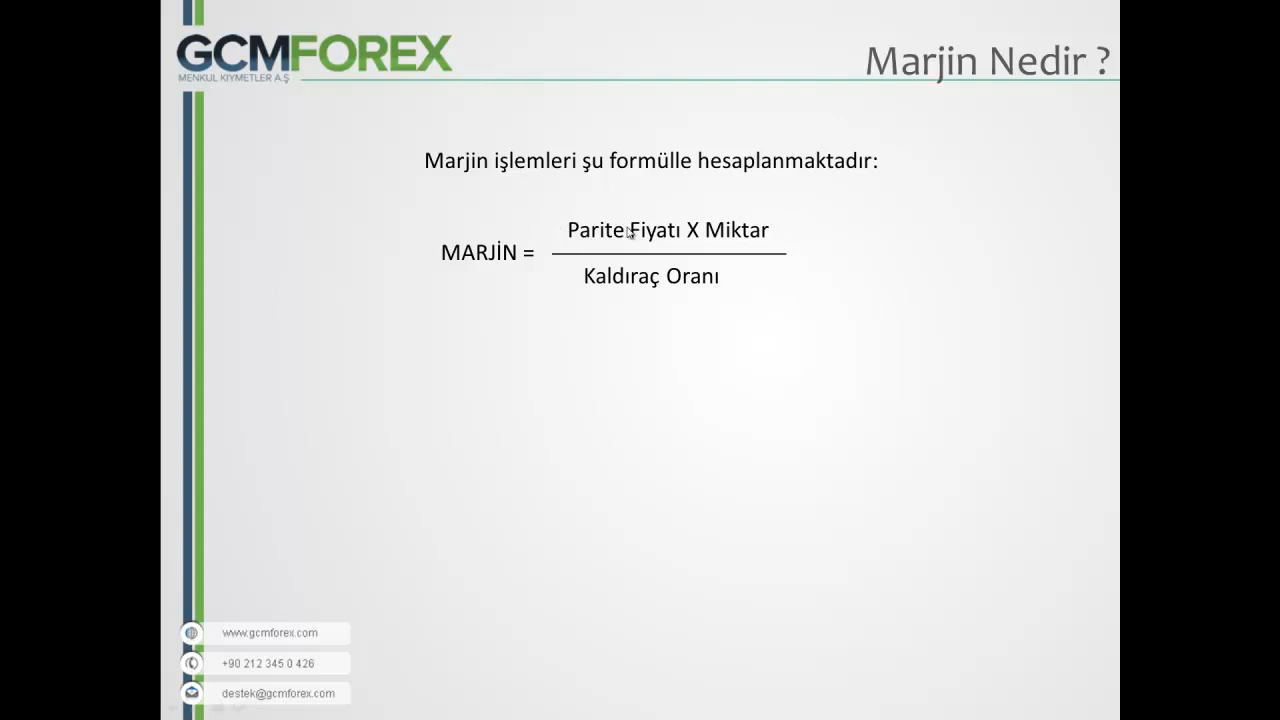 GCMFOREX
MENKUL KIYMETLER A.Ş
Marjin Nedir ?
Marjin işlemleri şu formülle hesaplanmaktadır:
Parite Fiyatı X Miktar
MARJİN =
Kaldıraç Oranı
www.gcmforex.com
+90 212 345 0 426
destek@gcmforex.com